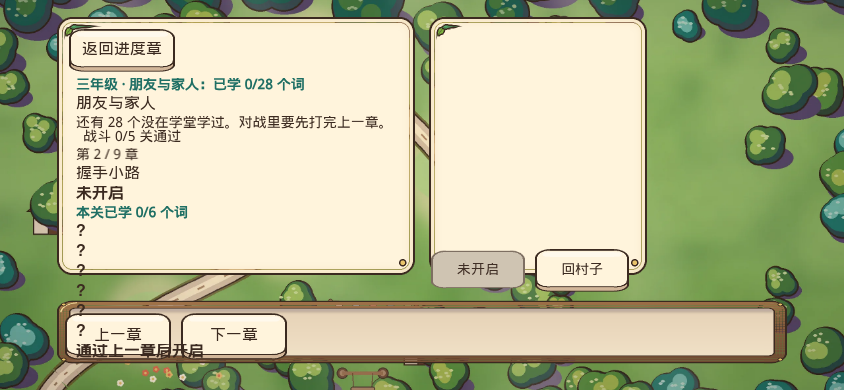 返回进度章
三年级 · 朋友与家人：已学 0/28 个词
朋友与家人
还有 28 个没在学堂学过。对战里要先打完上一章。
战斗 0/5 关通过
第 2 / 9 章
握手小路
未开启
本关已学 0/6 个词
?
?
?
?
?
?
通过上一章后开启
未开启
回村子
上一章
下一章